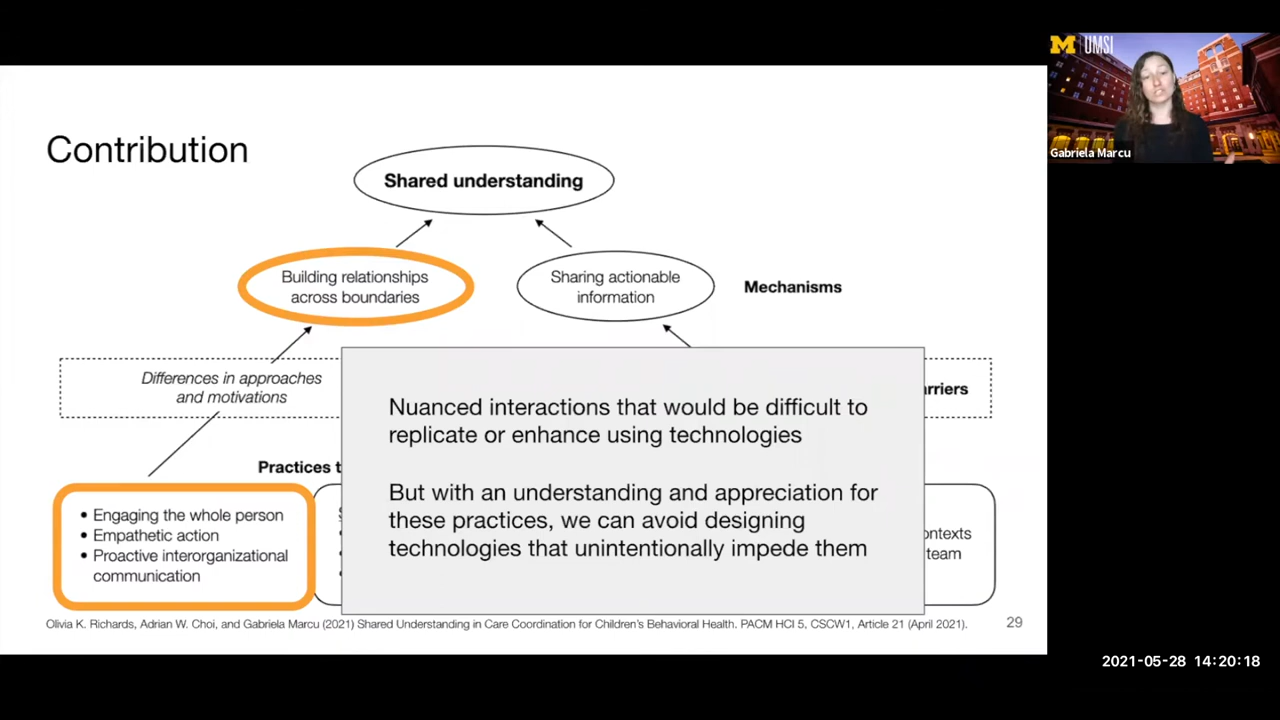 M UMSI
Gabriela Marcu
Contribution
Shared understanding
Building relationships
across boundaries
Sharing actionable
information
Mechanisms
Differences in approaches
and motivations
Nuanced interactions that would be difficult to
replicate or enhance using technologies
But with an understanding and appreciation for
these practices, we can avoid designing
technologies that unintentionally impede them
Practices
• Engaging the whole person
• Empathetic action
• Proactive interorganizational
communication
team
Olivia K. Richards, Adrian W. Choi, and Gabriela Marcu (2021) Shared Understanding in Care Coordination for Children's Behavioral Health. PACM HCI 5, CSCW1, Article 21 (April 2021).
29
2021-05-28 14:20:18